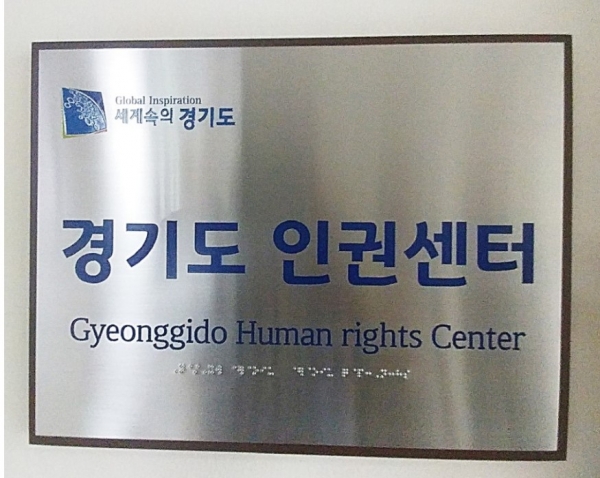 Global Inspiration
세계속의 경기도
경기도 인권센터
Gyeonggido Human rights Center